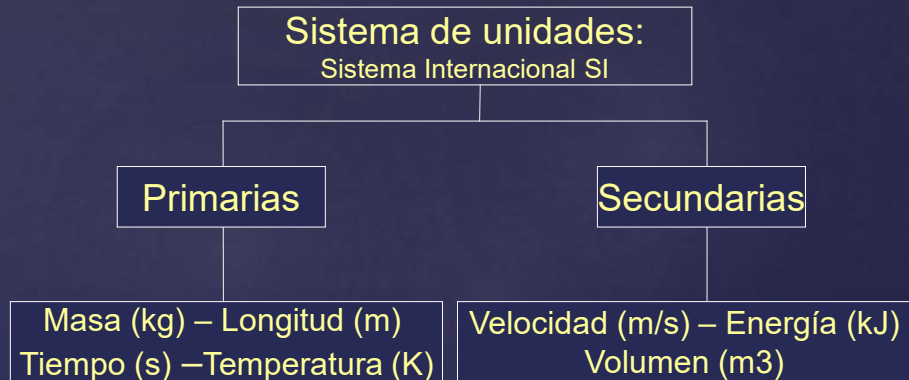 Sistema de unidades:
Sistema Internacional SI
Primarias
Secundarias
Masa (kg) – Longitud (m)
Tiempo (s) –Temperatura (K)
Velocidad (m/s) – Energía (kJ)
Volumen (m3)